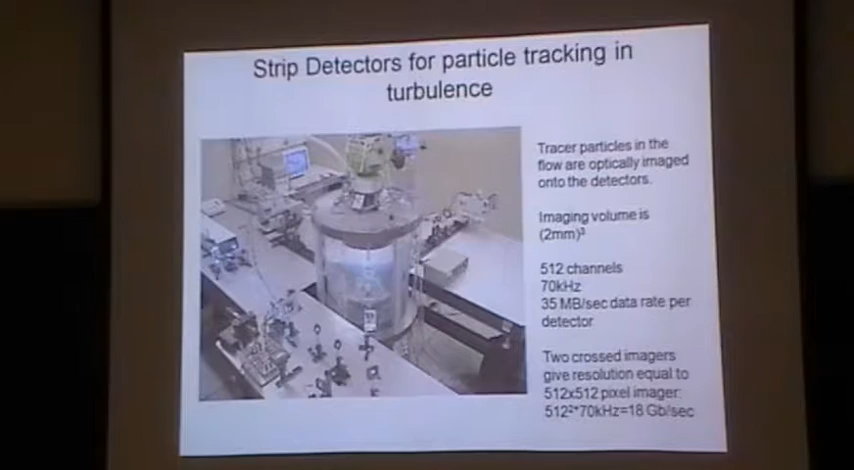 Strip Detectors for particle tracking in
turbulence
Tracer particles in the
flow are optically imaged
onto the detectors.
Imaging volume is
(2mm)³
512 channels
70kHz
35 MB/sec data rate per
detector
Two crossed imagers
give resolution equal to
512x512 pixel imager:
512²*70kHz=18 Gb/sec